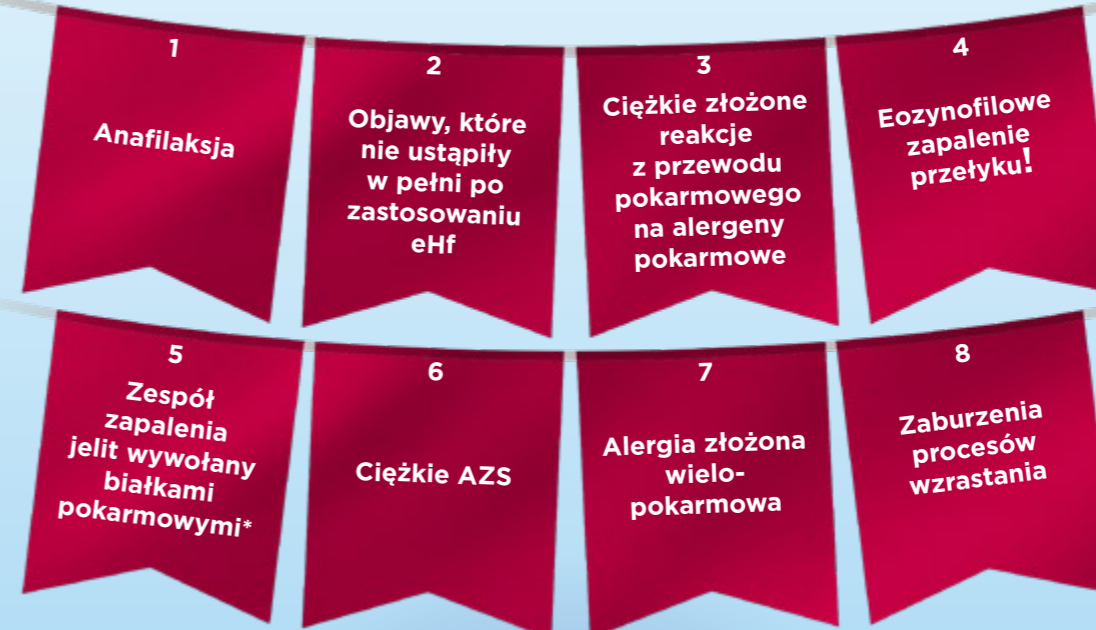 1
Anafilaksja
2
Objawy, które
nie ustąpiły
w pełni po
zastosowaniu
eHf
3
Ciężkie złożone
reakcje
z przewodu
pokarmowego
na alergeny
pokarmowe
4
Eozynofilowe
zapalenie
przełyku!
5
Zespół
zapalenia
jelit wywołany
białkami
pokarmowymi*
6
Ciężkie AZS
7
Alergia złożona
wielo-
pokarmowa
8
Zaburzenia
procesów
wzrastania